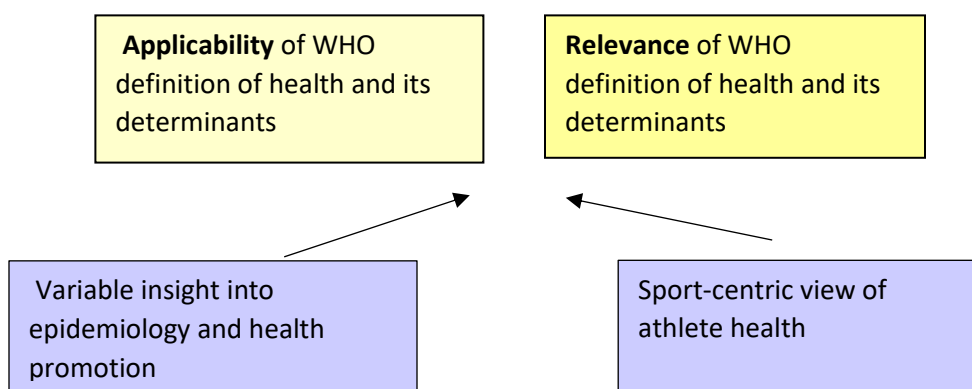 Applicability of WHO
definition of health and its
determinants
Relevance of WHO
definition of health and its
determinants
Variable insight into
epidemiology and health
promotion
Sport-centric view of
athlete health